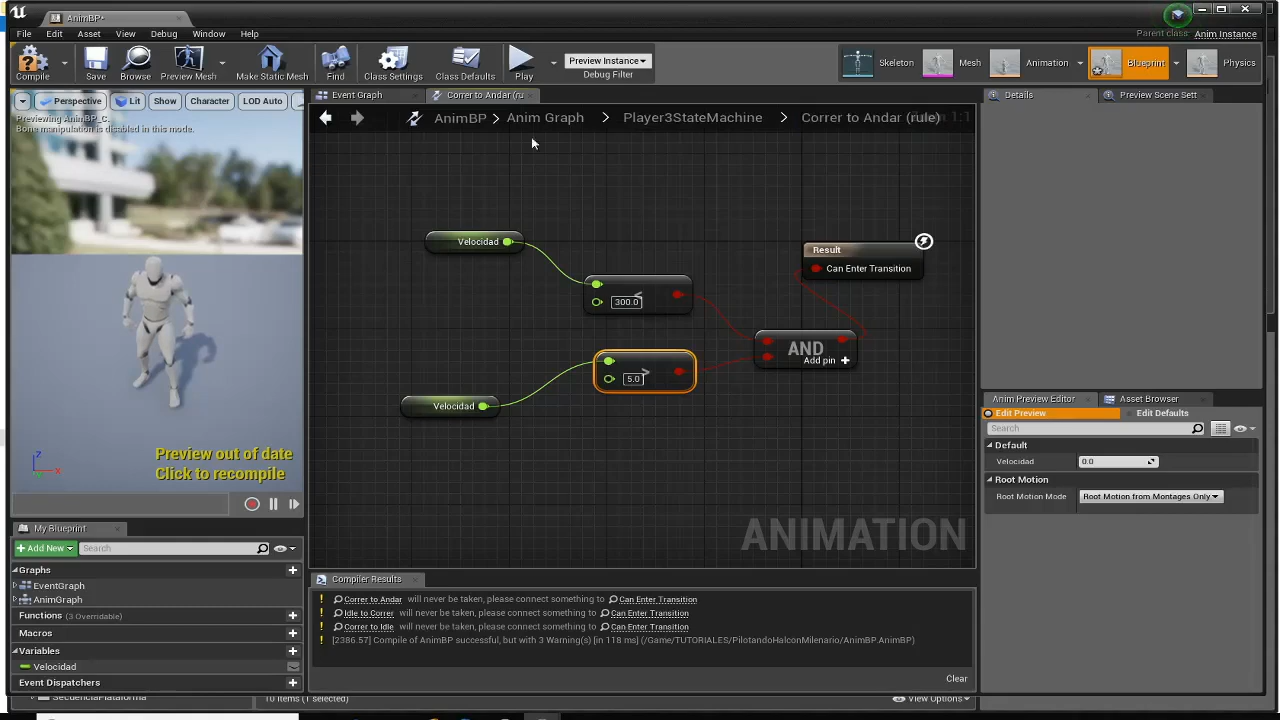 AnimBP*
File Edit Asset View Debug Window Help
Parent class: Anim Instance
Compile Save Browse Preview Mesh Make Static Mesh Find Class Settings Class Defaults Play
Preview Instance
Debug Filter
Skeleton Mesh Animation Blueprint Physics
Perspective Lit Show Character LOD Auto
Previewing AnimBP_C.
Bone manipulation is disabled in this mode.
Preview out of date
Click to recompile
Z
X
Event Graph
Correr to Andar (ru
AnimBP > Anim Graph > Player3StateMachine > Correr to Andar (rule)
Velocidad
<
300.0
Result
Can Enter Transition
AND
Add pin +
>
5.0
Velocidad
ANIMATION
Details
Preview Scene Sett
Anim Preview Editor
Asset Browser
Edit Preview
Edit Defaults
Search
Default
Velocidad 0.0
Root Motion
Root Motion Mode Root Motion from Montages Only
My Blueprint
+ Add New
Search
Graphs
EventGraph
AnimGraph
Functions (3 Overridable)
Macros
Variables
Velocidad
Event Dispatchers
Compiler Results
! Correr to Andar will never be taken, please connect something to Can Enter Transition
! Idle to Correr will never be taken, please connect something to Can Enter Transition
! Correr to Idle will never be taken, please connect something to Can Enter Transition
! [2386.57] Compile of AnimBP successful, but with 3 Warning(s) [in 118 ms] (/Game/TUTORIALES/PilotandoHalconMilenario/AnimBP.AnimBP)
Clear
SecuenciaPlataforma
10 items (1 selected)
View Options